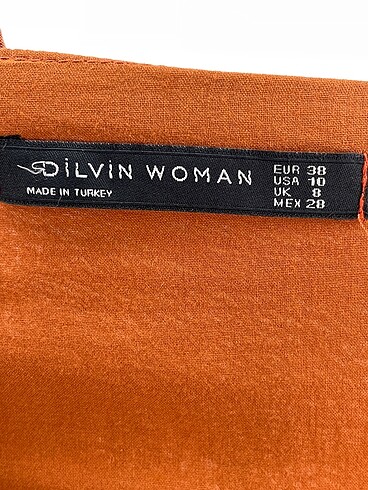 DİLVİN WOMAN
MADE IN TURKEY
EUR 38
USA 10
UK 8
MEX 28